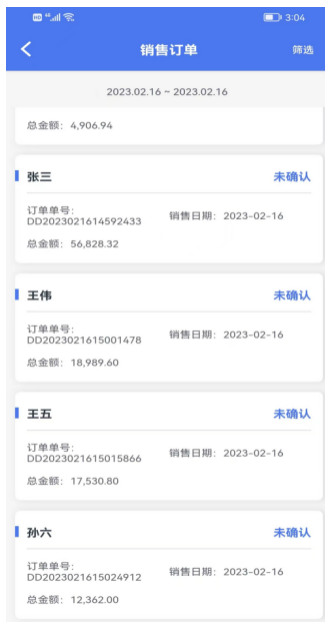 HD 3:04
销售订单 筛选
2023.02.16 ~ 2023.02.16
总金额: 4,906.94
张三 未确认
订单单号: 销售日期: 2023-02-16
DD2023021614592433
总金额: 56,828.32
王伟 未确认
订单单号: 销售日期: 2023-02-16
DD2023021615001478
总金额: 18,989.60
王五 未确认
订单单号: 销售日期: 2023-02-16
DD2023021615015866
总金额: 17,530.80
孙六 未确认
订单单号: 销售日期: 2023-02-16
DD2023021615024912
总金额: 12,362.00